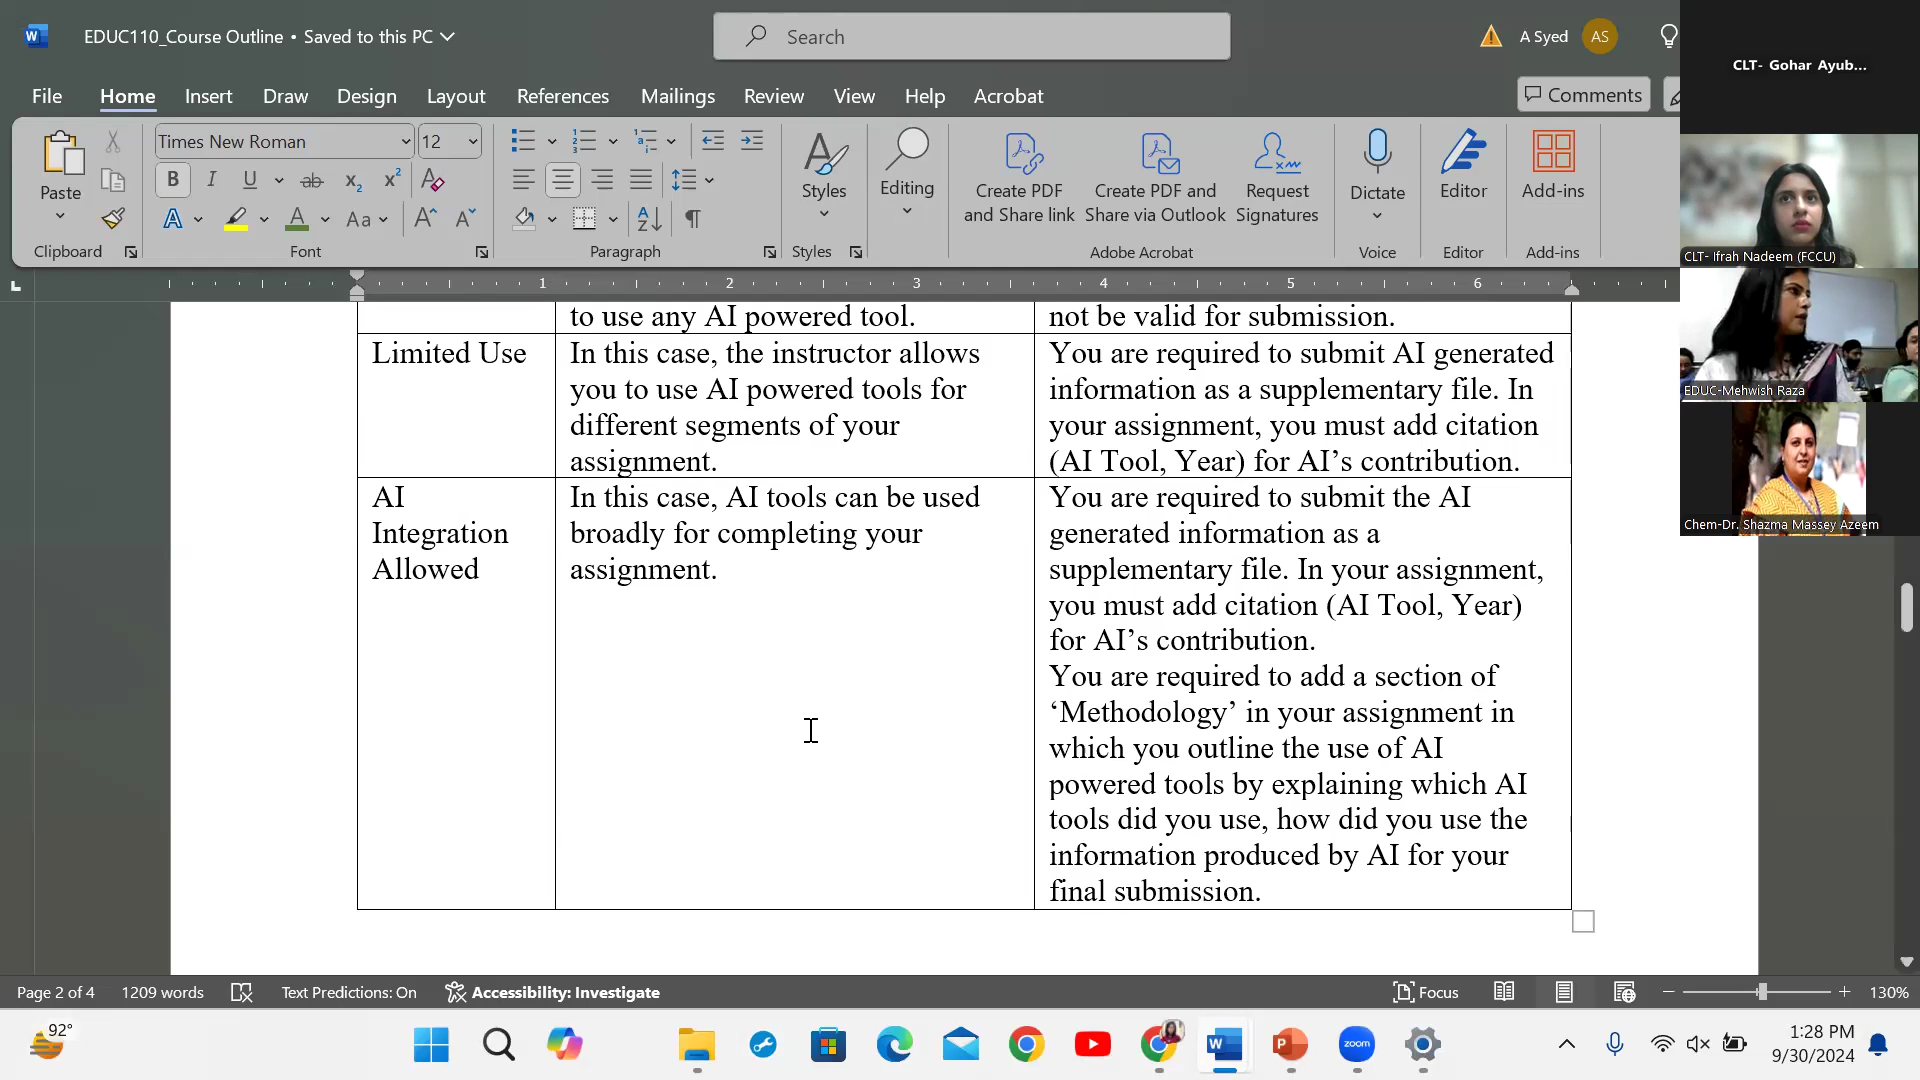 EDUC110_Course Outline • Saved to this PC
Search
A Syed
AS
File
Home
Insert
Draw
Design
Layout
References
Mailings
Review
View
Help
Acrobat
Comments
Times New Roman
12
Paste
Styles
Editing
Create PDF
and Share link
Create PDF and
Share via Outlook
Request
Signatures
Dictate
Editor
Add-ins
Clipboard
Font
Paragraph
Styles
Adobe Acrobat
Voice
Editor
Add-ins
1 2 3 4 5 6
to use any AI powered tool.
not be valid for submission.
Limited Use
In this case, the instructor allows
you to use AI powered tools for
different segments of your
assignment.
You are required to submit AI generated
information as a supplementary file. In
your assignment, you must add citation
(AI Tool, Year) for AI’s contribution.
AI
Integration
Allowed
In this case, AI tools can be used
broadly for completing your
assignment.
You are required to submit the AI
generated information as a
supplementary file. In your assignment,
you must add citation (AI Tool, Year)
for AI’s contribution.
You are required to add a section of
‘Methodology’ in your assignment in
which you outline the use of AI
powered tools by explaining which AI
tools did you use, how did you use the
information produced by AI for your
final submission.
CLT- Gohar Ayub...
CLT- Ifrah Nadeem (FCCU)
EDUC-Mehwish Raza
Chem-Dr. Shazma Massey Azeem
Page 2 of 4
1209 words
Text Predictions: On
Accessibility: Investigate
Focus
130%
92°
zoom
1:28 PM
9/30/2024